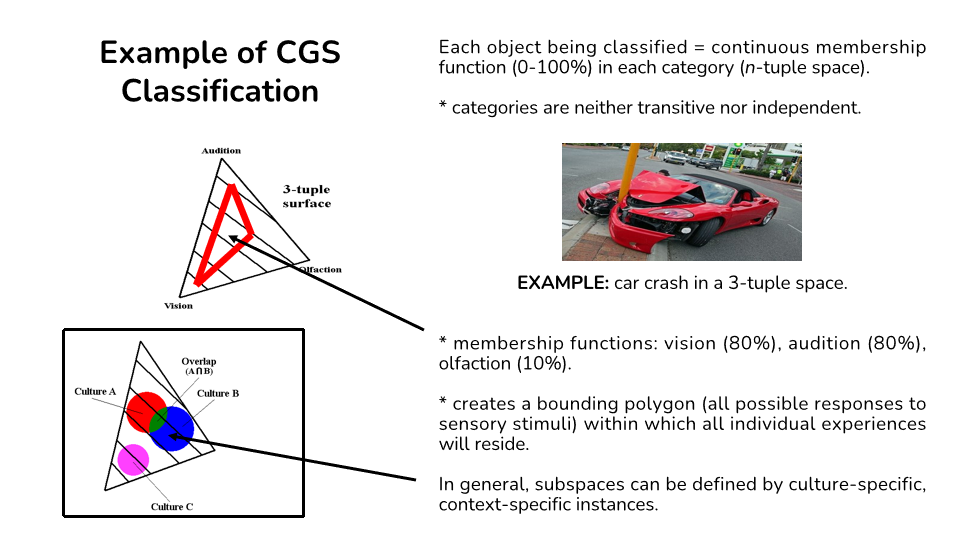 Example of CGS
Classification
Each object being classified = continuous membership
function (0-100%) in each category (n-tuple space).
* categories are neither transitive nor independent.
Audition
3-tuple
surface
Olfaction
Vision
EXAMPLE: car crash in a 3-tuple space.
* membership functions: vision (80%), audition (80%),
olfaction (10%).
* creates a bounding polygon (all possible responses to
sensory stimuli) within which all individual experiences
will reside.
In general, subspaces can be defined by culture-specific,
context-specific instances.
Overlap
(A∩B)
Culture A
Culture B
Culture C